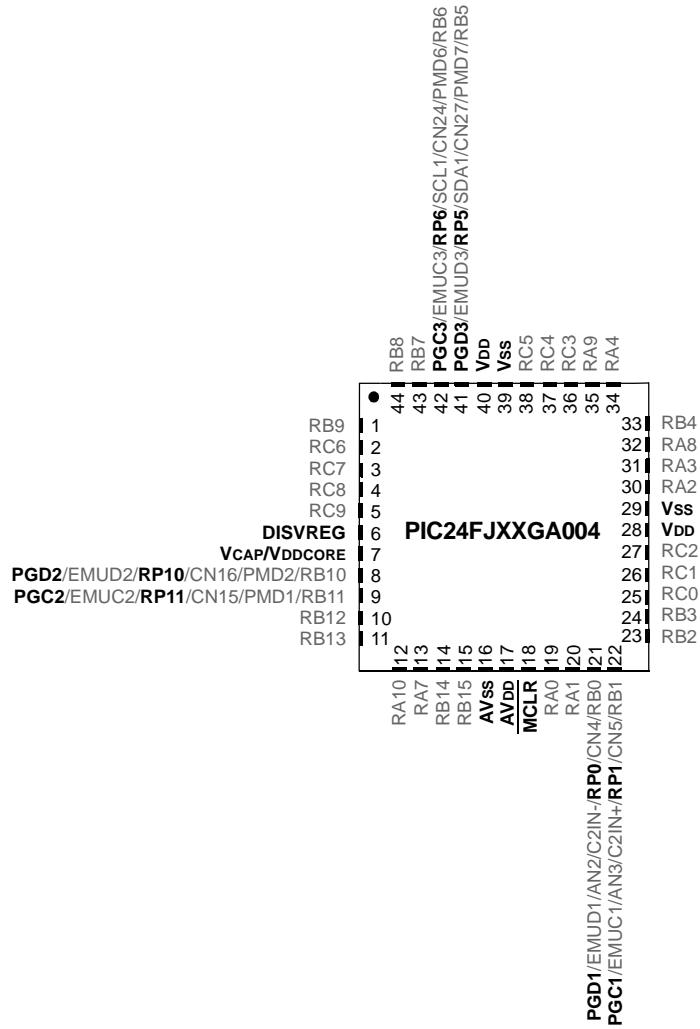 PGC3/EMUC3/RP6/SCL1/CN24/PMD6/RB6
PGD3/EMUD3/RP5/SDA1/CN27/PMD7/RB5
RB8
RB7
VDD
VSS
RC5
RC4
RC3
RA9
RA4
44
43
42
41
40
39
38
37
36
35
34
RB9 1
RC6 2
RC7 3
RC8 4
RC9 5
DISVREG 6
VCAP/VDDCORE 7
PGD2/EMUD2/RP10/CN16/PMD2/RB10 8
PGC2/EMUC2/RP11/CN15/PMD1/RB11 9
RB12 10
RB13 11
PIC24FJXXGA004
33 RB4
32 RA8
31 RA3
30 RA2
29 VSS
28 VDD
27 RC2
26 RC1
25 RC0
24 RB3
23 RB2
12
13
14
15
16
17
18
19
20
21
22
RA10
RA7
RB14
RB15
AVSS
AVDD
MCLR
RA0
RA1
PGD1/EMUD1/AN2/C2IN-/RP0/CN4/RB0
PGC1/EMUC1/AN3/C2IN+/RP1/CN5/RB1